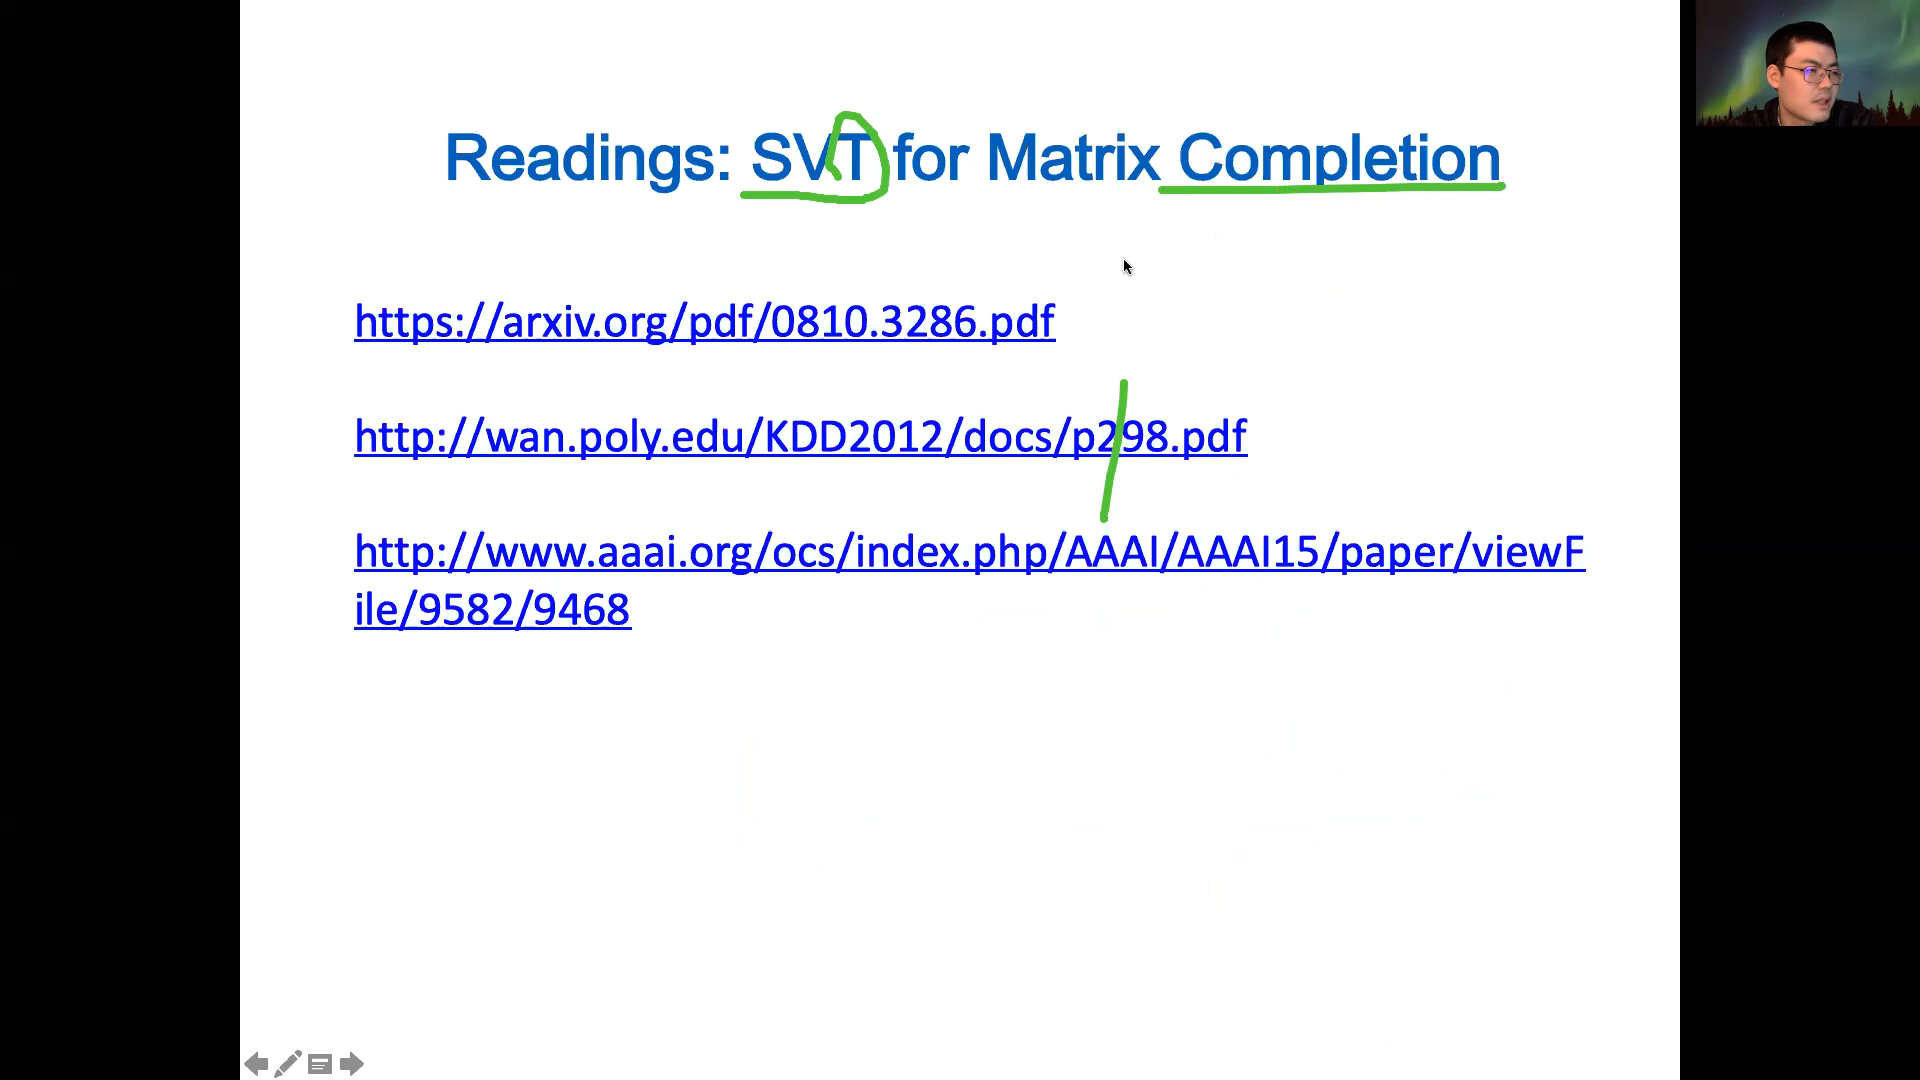 Readings: SVT for Matrix Completion
https://arxiv.org/pdf/0810.3286.pdf
http://wan.poly.edu/KDD2012/docs/p298.pdf
http://www.aaai.org/ocs/index.php/AAAI/AAAI15/paper/viewF
ile/9582/9468